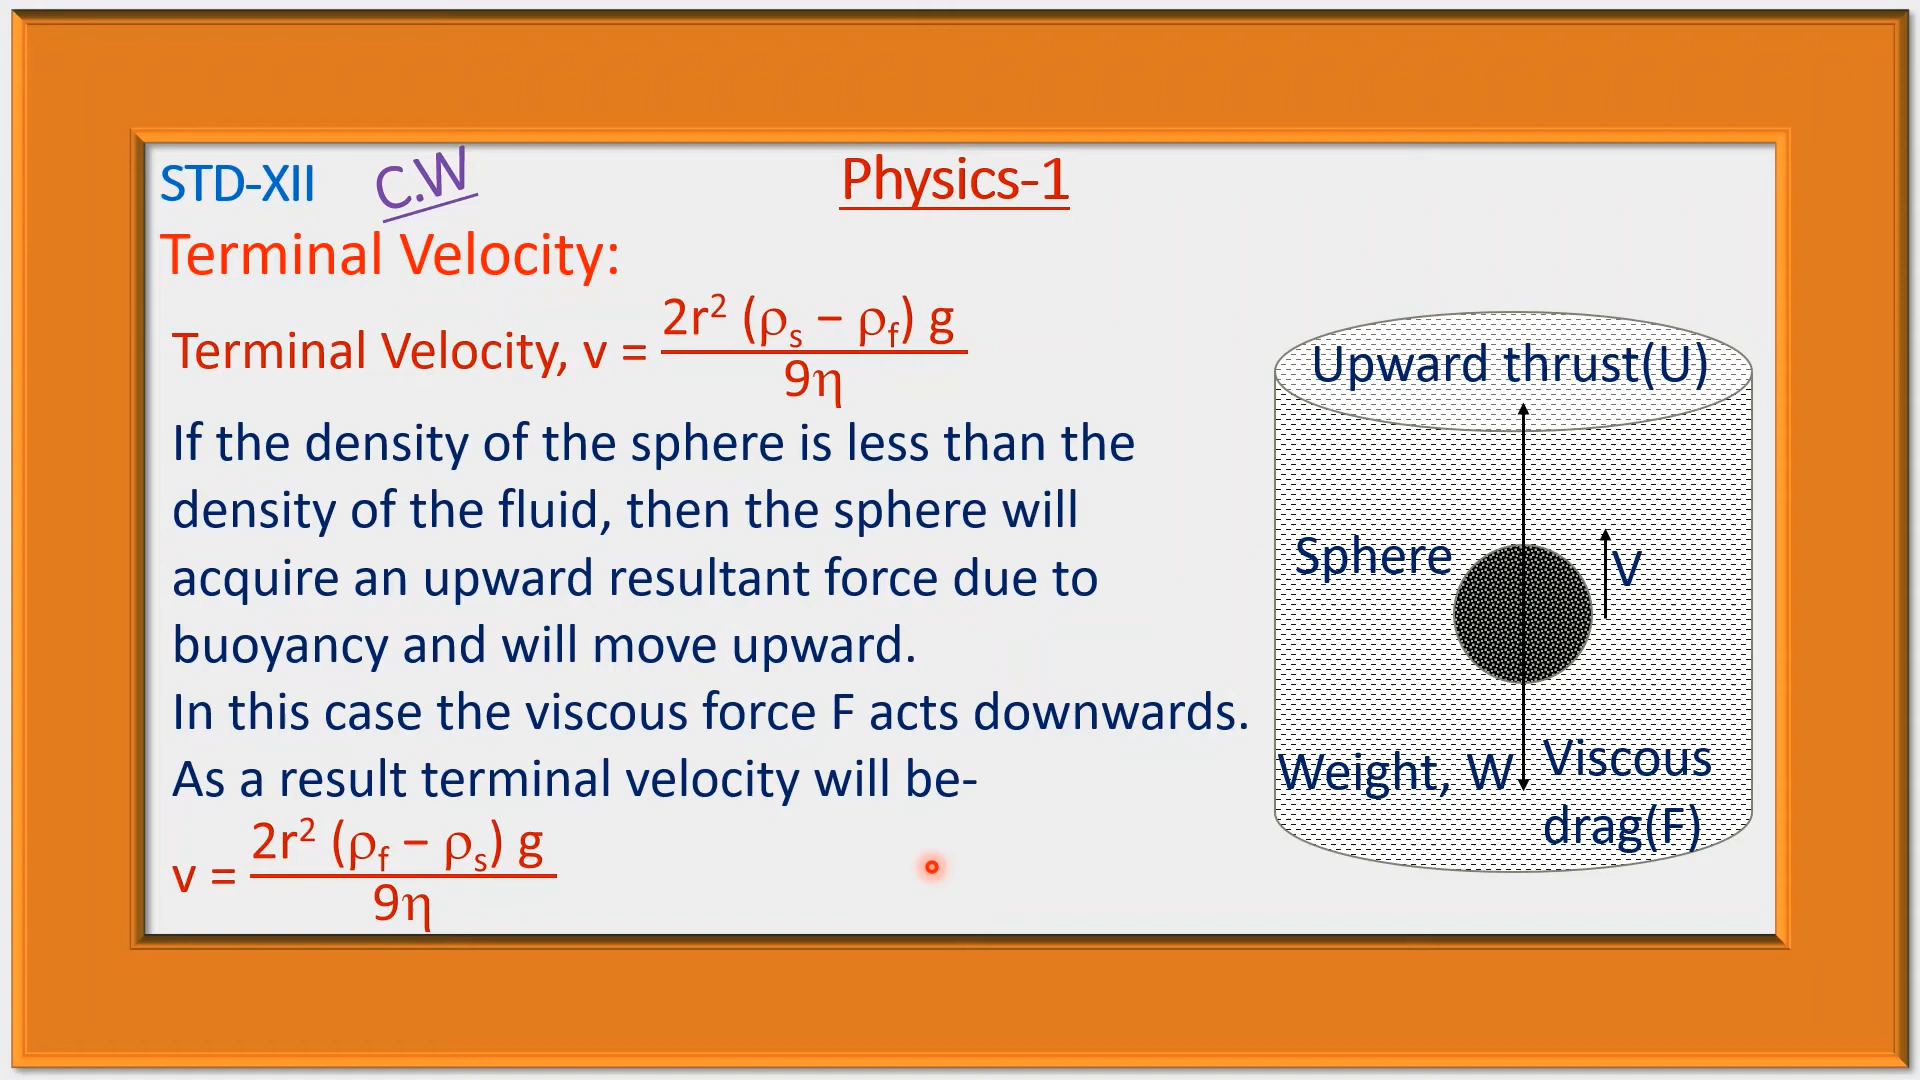 STD-XII C.W Physics-1
Terminal Velocity:
Terminal Velocity, v = 2r² (ρₛ − ρf) g / 9η
If the density of the sphere is less than the
density of the fluid, then the sphere will
acquire an upward resultant force due to
buoyancy and will move upward.
In this case the viscous force F acts downwards.
As a result terminal velocity will be-
v = 2r² (ρf − ρₛ) g / 9η
Upward thrust(U)
Sphere
V
Weight, W
Viscous
drag(F)